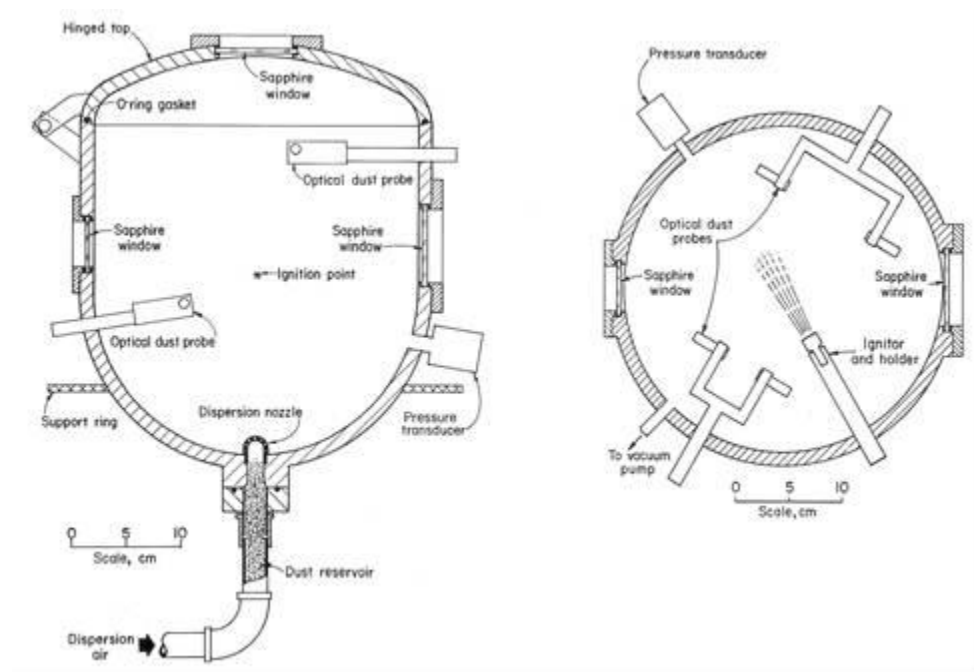 Hinged top
Sapphire
window
O-ring gasket
Optical dust probe
Sapphire
window
Sapphire
window
Ignition point
Optical dust probe
Support ring
Dispersion nozzle
Pressure
transducer
0 5 10
Scale, cm
Dust reservoir
Dispersion
air
Pressure transducer
Optical dust
probes
Sapphire
window
Sapphire
window
Ignitor
and holder
To vacuum
pump
0 5 10
Scale, cm